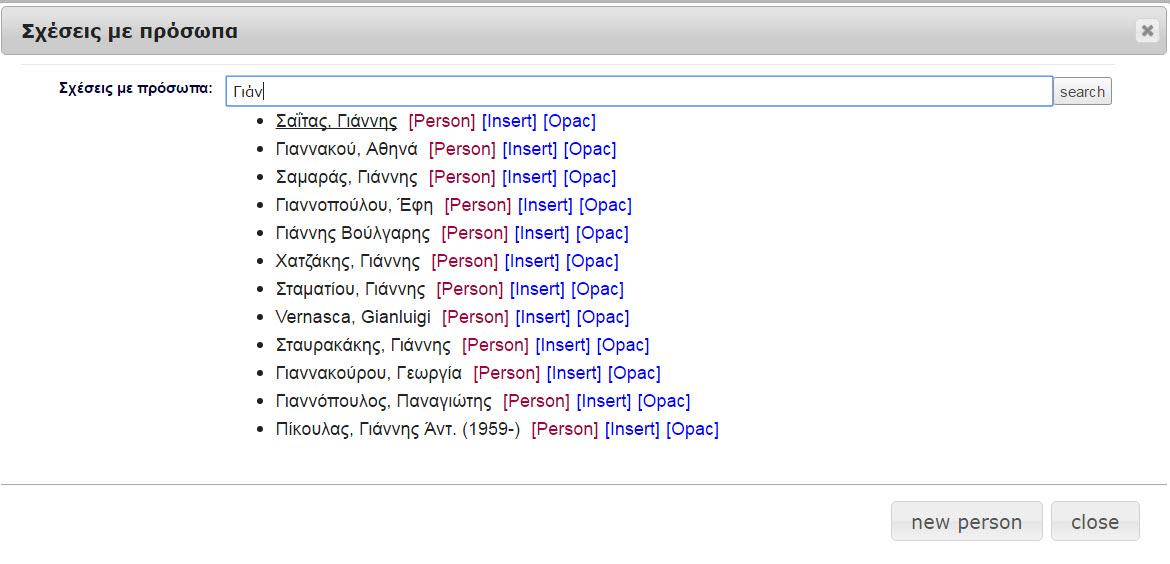 Σχέσεις με πρόσωπα
Σχέσεις με πρόσωπα: Γιάν search
Σαΐτας, Γιάννης [Person] [Insert] [Opac]
Γιαννακού, Αθηνά [Person] [Insert] [Opac]
Σαμαράς, Γιάννης [Person] [Insert] [Opac]
Γιαννοπούλου, Έφη [Person] [Insert] [Opac]
Γιάννης Βούλγαρης [Person] [Insert] [Opac]
Χατζάκης, Γιάννης [Person] [Insert] [Opac]
Σταματίου, Γιάννης [Person] [Insert] [Opac]
Vernasca, Gianluigi [Person] [Insert] [Opac]
Σταυρακάκης, Γιάννης [Person] [Insert] [Opac]
Γιαννακούρου, Γεωργία [Person] [Insert] [Opac]
Γιαννόπουλος, Παναγιώτης [Person] [Insert] [Opac]
Πίκουλας, Γιάννης Άντ. (1959-) [Person] [Insert] [Opac]
new person close